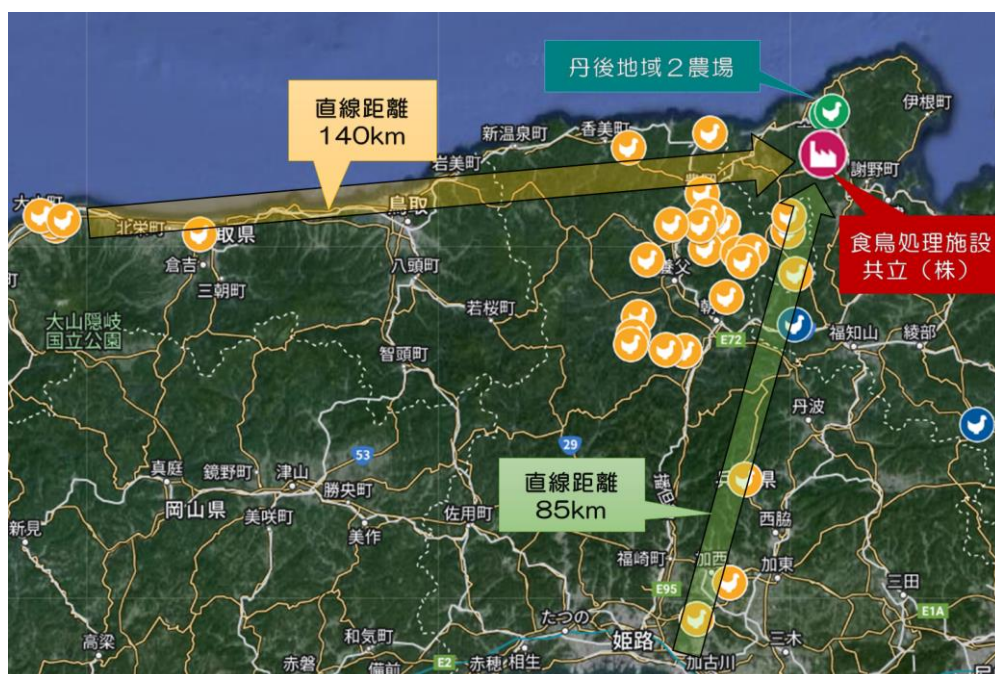 丹後地域２農場
伊根町
直線距離
140km
新温泉町
香美町
岩美町
謝野町
鳥取
北栄町
取県
倉吉
三朝町
八頭町
養父
食鳥処理施設
共立（株）
若桜町
大山隠岐
国立公園
智頭町
E72
福知山
綾部
丹波
29
53
真庭
鏡野町
津山
勝央町
直線距離
85km
岡山県
美咲町
美作
佐用町
西脇
新見
福崎町
加西
加東
三田
E95
E1A
たつの
姫路
三木
高梁
和気町
E2
赤穂
相生
加古川
赤磐
備前